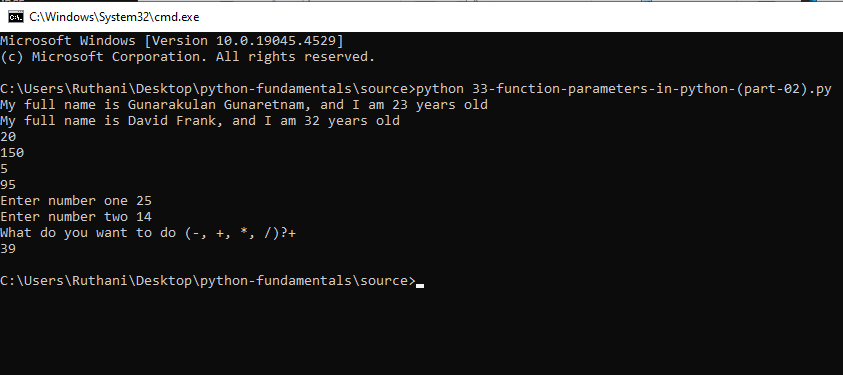 C:\Windows\System32\cmd.exe
Microsoft Windows [Version 10.0.19045.4529]
(c) Microsoft Corporation. All rights reserved.
C:\Users\Ruthani\Desktop\python-fundamentals\source>python 33-function-parameters-in-python-(part-02).py
My full name is Gunarakulan Gunaretnam, and I am 23 years old
My full name is David Frank, and I am 32 years old
20
150
5
95
Enter number one 25
Enter number two 14
What do you want to do (-, +, *, /)?+
39
C:\Users\Ruthani\Desktop\python-fundamentals\source>